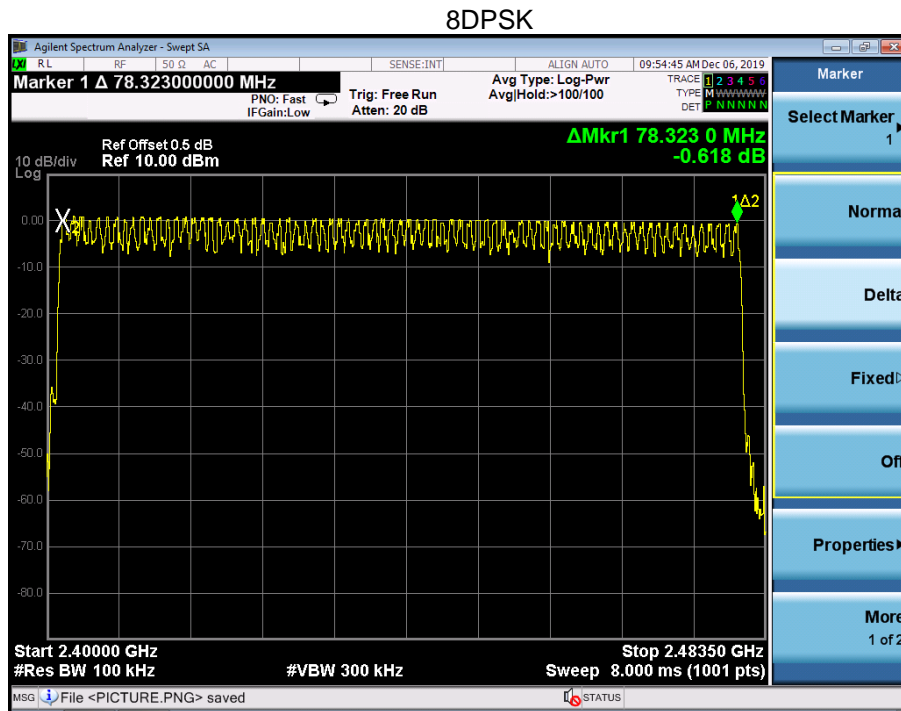 8DPSK
Agilent Spectrum Analyzer - Swept SA
LXI RL RF 50 Ω AC SENSE:INT ALIGN AUTO 09:54:45 AM Dec 06, 2019
Marker 1 Δ 78.323000000 MHz
PNO: Fast
IFGain:Low
Trig: Free Run
Atten: 20 dB
Avg Type: Log-Pwr
Avg|Hold:>100/100
TRACE 1 2 3 4 5 6
TYPE M W W W W W
DET P N N N N N
ΔMkr1 78.323 0 MHz
-0.618 dB
Ref Offset 0.5 dB
10 dB/div Ref 10.00 dBm
Log
1Δ2
X2
0.00
-10.0
-20.0
-30.0
-40.0
-50.0
-60.0
-70.0
-80.0
Start 2.40000 GHz Stop 2.48350 GHz
#Res BW 100 kHz #VBW 300 kHz Sweep 8.000 ms (1001 pts)
MSG File <PICTURE.PNG> saved STATUS
Marker
Select Marker
1
Norma
Delta
Fixed
Off
Properties
More
1 of 2